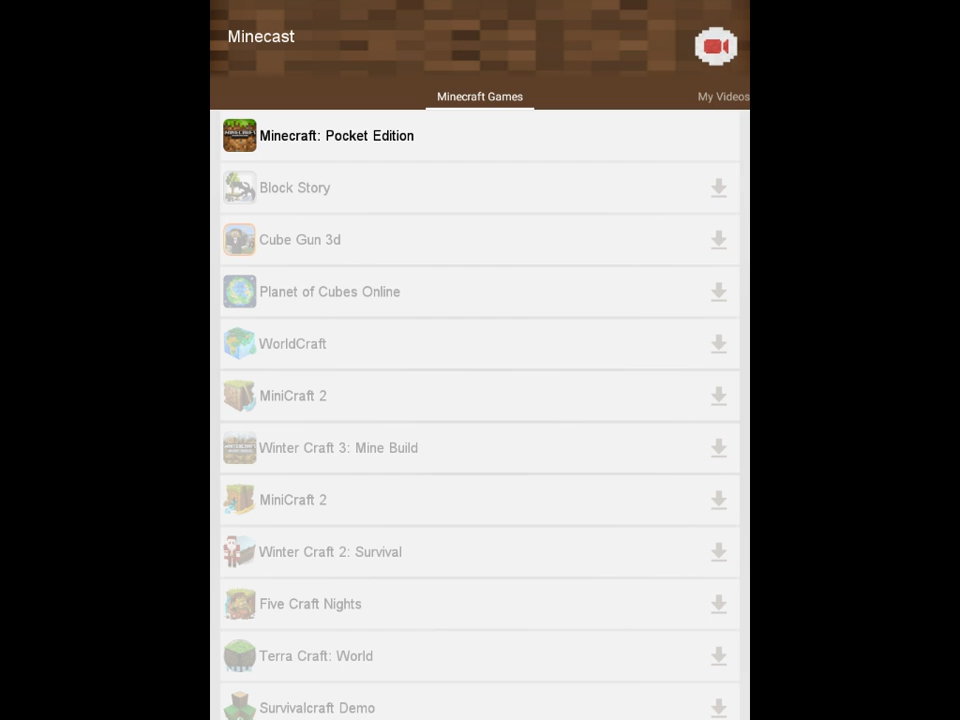 Minecast
Minecraft Games
My Videos
Minecraft: Pocket Edition
Block Story
Cube Gun 3d
Planet of Cubes Online
WorldCraft
MiniCraft 2
Winter Craft 3: Mine Build
MiniCraft 2
Winter Craft 2: Survival
Five Craft Nights
Terra Craft: World
Survivalcraft Demo